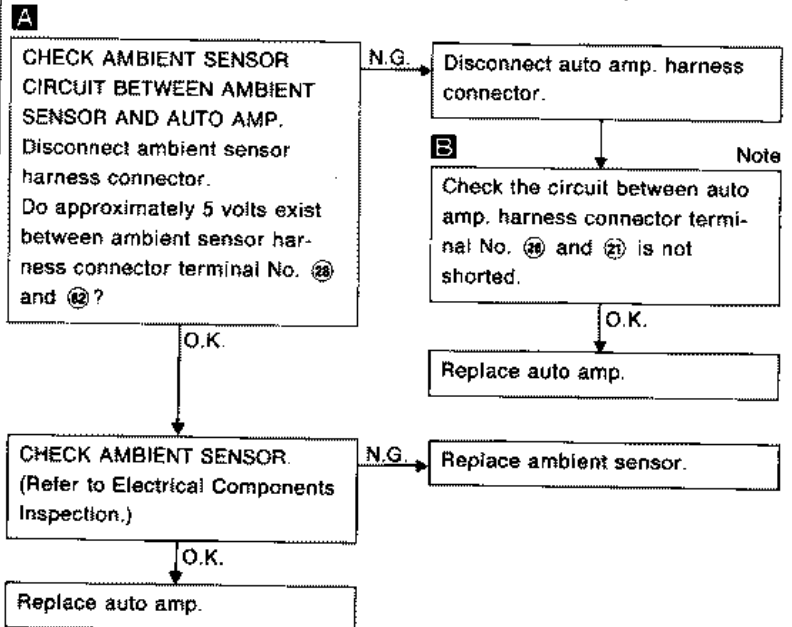 A
CHECK AMBIENT SENSOR
CIRCUIT BETWEEN AMBIENT
SENSOR AND AUTO AMP.
Disconnect ambient sensor
harness connector.
Do approximately 5 volts exist
between ambient sensor har-
ness connector terminal No. ㉘
and 62?
N.G.
Disconnect auto amp. harness
connector.
B
Note
Check the circuit between auto
amp. harness connector termi-
nal No. and ㉑ is not
shorted.
O.K.
Replace auto amp.
O.K.
CHECK AMBIENT SENSOR.
(Refer to Electrical Components
Inspection.)
N.G.
Replace ambient sensor.
O.K.
Replace auto amp.